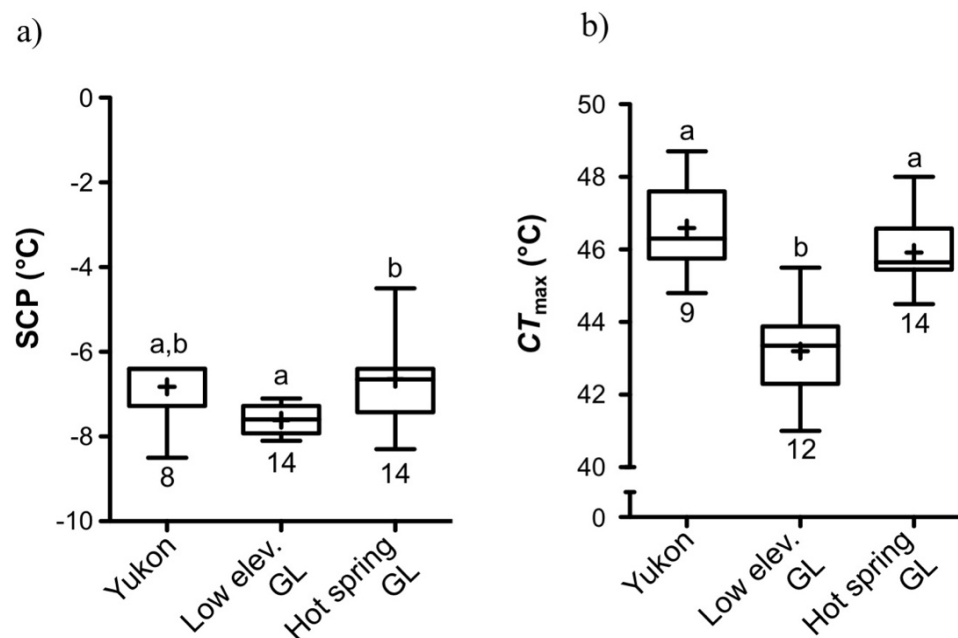 a)
SCP (°C)
0
-2
-4
-6
-8
-10
a,b
a
b
8
14
14
Yukon
Low elev.
GL
Hot spring
GL
b)
CTmax (°C)
50
48
46
44
42
40
0
a
b
a
9
12
14
Yukon
Low elev.
GL
Hot spring
GL